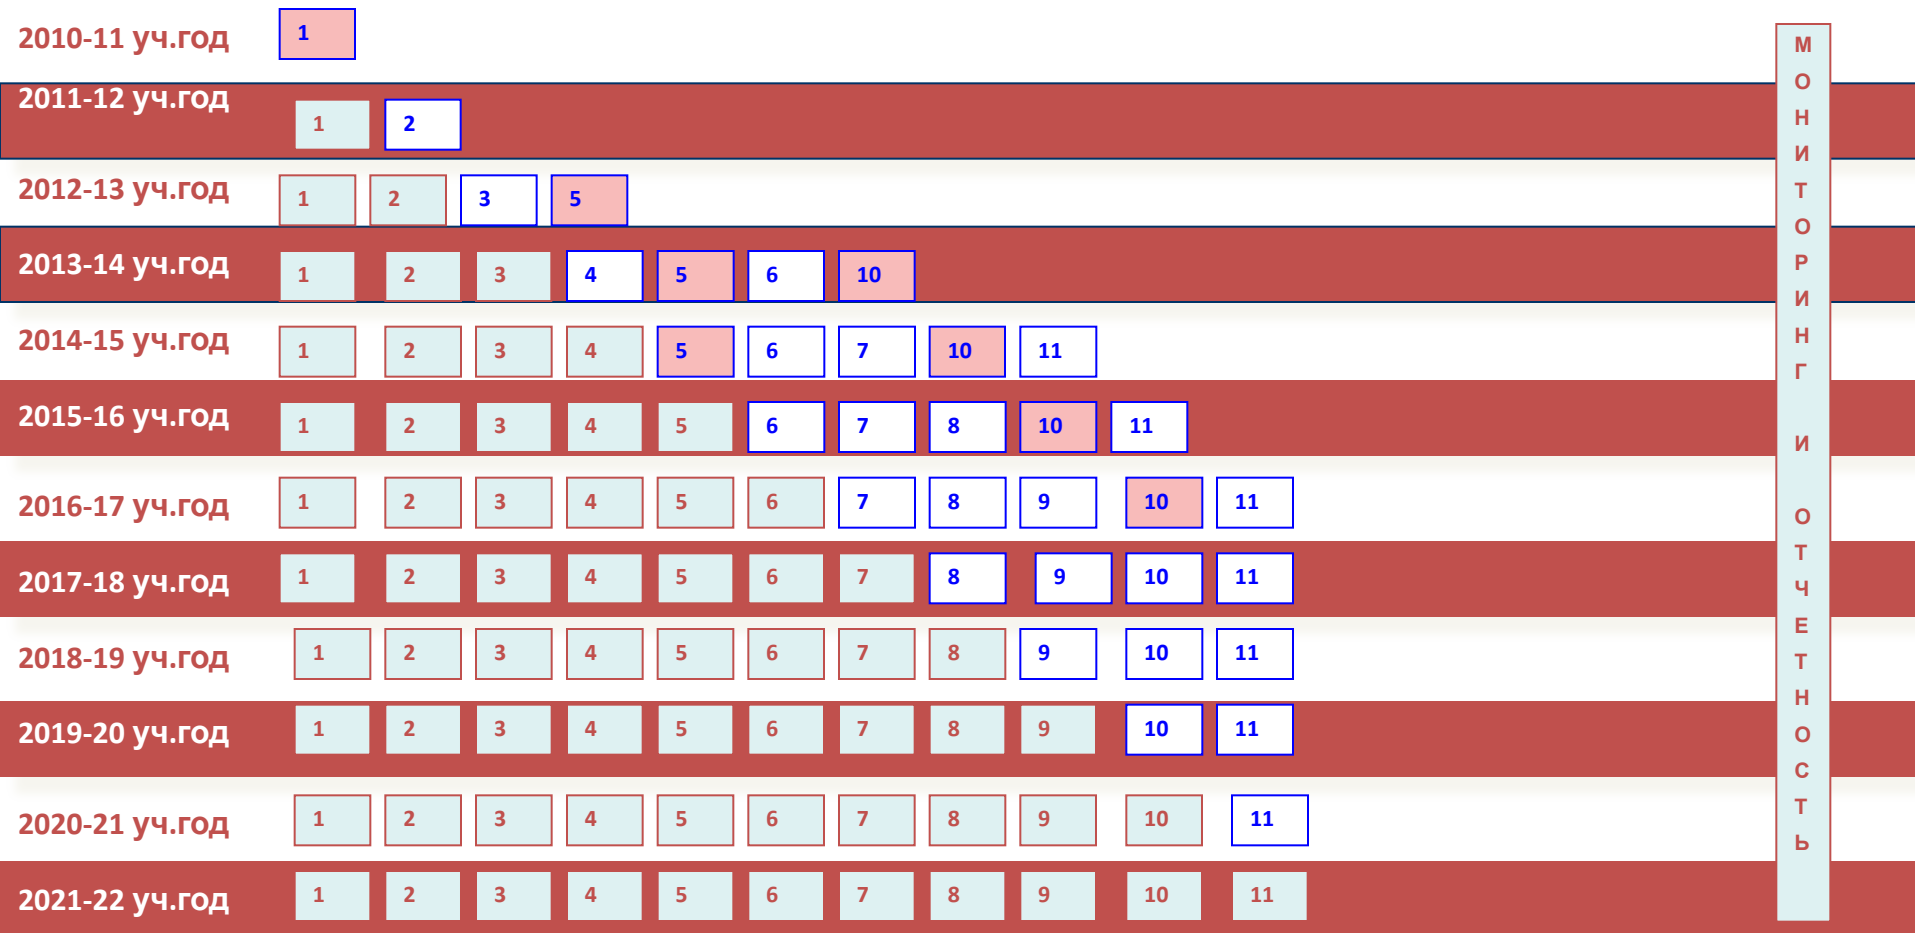 2010-11 уч.год 1
2011-12 уч.год 1 2
2012-13 уч.год 1 2 3 5
2013-14 уч.год 1 2 3 4 5 6 10
2014-15 уч.год 1 2 3 4 5 6 7 10 11
2015-16 уч.год 1 2 3 4 5 6 7 8 10 11
2016-17 уч.год 1 2 3 4 5 6 7 8 9 10 11
2017-18 уч.год 1 2 3 4 5 6 7 8 9 10 11
2018-19 уч.год 1 2 3 4 5 6 7 8 9 10 11
2019-20 уч.год 1 2 3 4 5 6 7 8 9 10 11
2020-21 уч.год 1 2 3 4 5 6 7 8 9 10 11
2021-22 уч.год 1 2 3 4 5 6 7 8 9 10 11
МОНИТОРИНГ И ОТЧЕТНОСТЬ